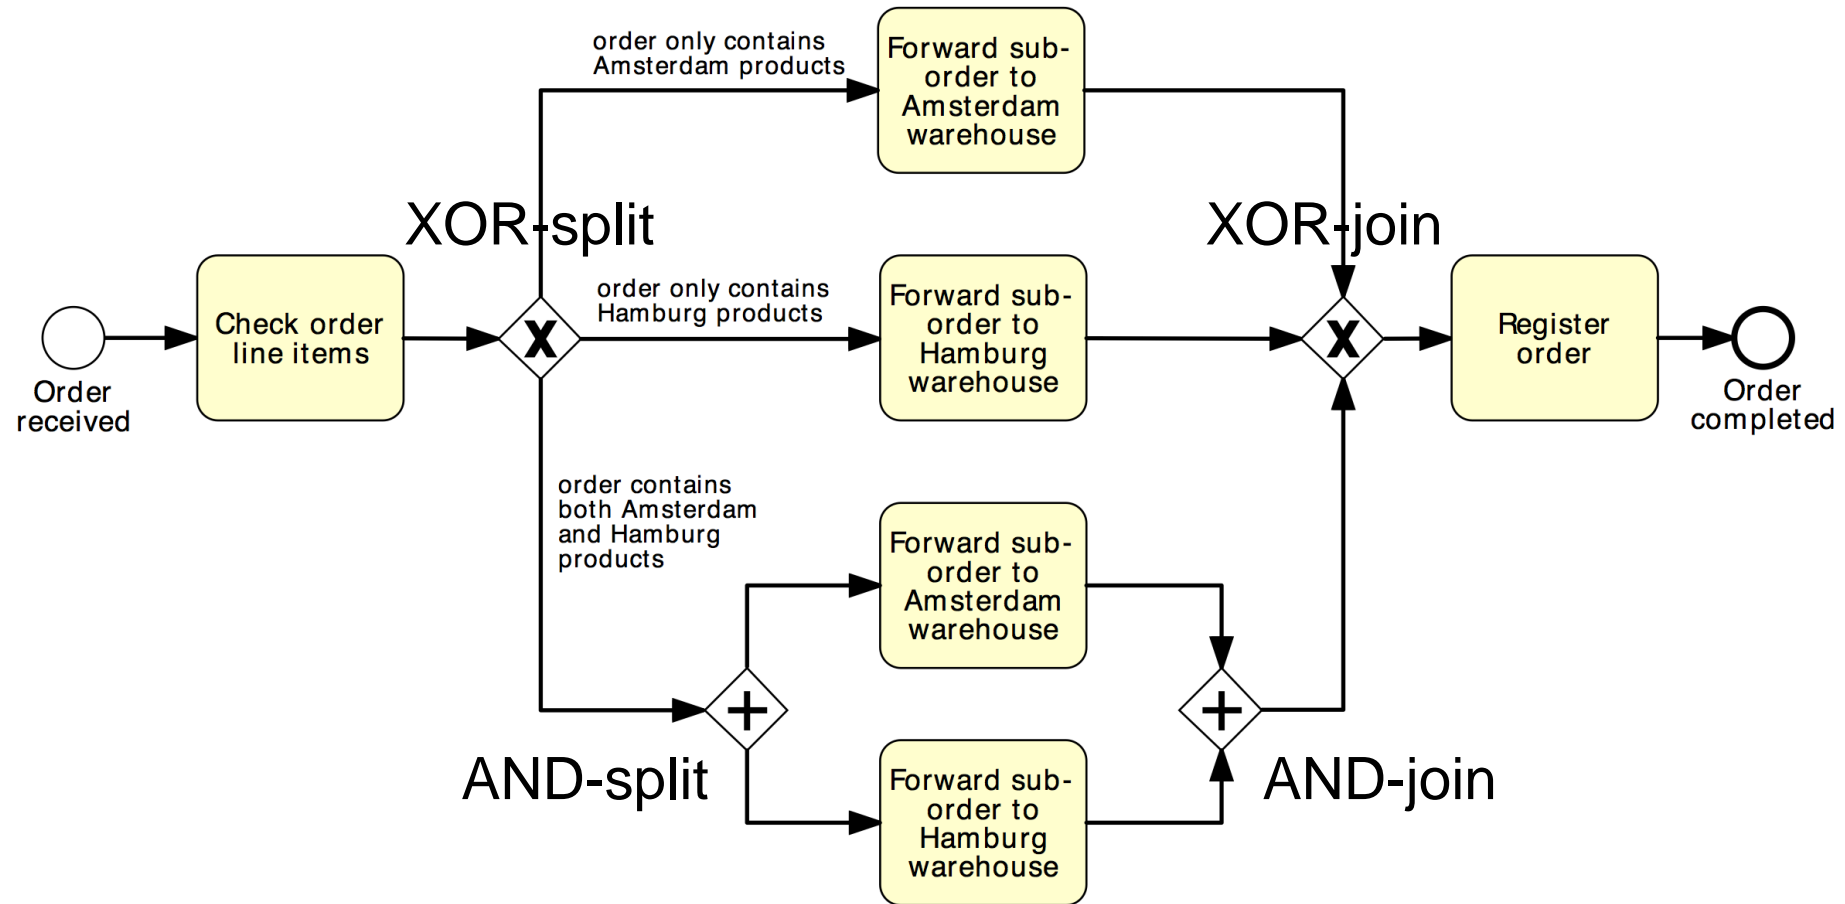 order only contains
Amsterdam products
Forward sub-
order to
Amsterdam
warehouse
XOR-split
XOR-join
Order
received
Check order
line items
X
order only contains
Hamburg products
Forward sub-
order to
Hamburg
warehouse
X
Register
order
Order
completed
order contains
both Amsterdam
and Hamburg
products
Forward sub-
order to
Amsterdam
warehouse
+
+
AND-split
AND-join
Forward sub-
order to
Hamburg
warehouse